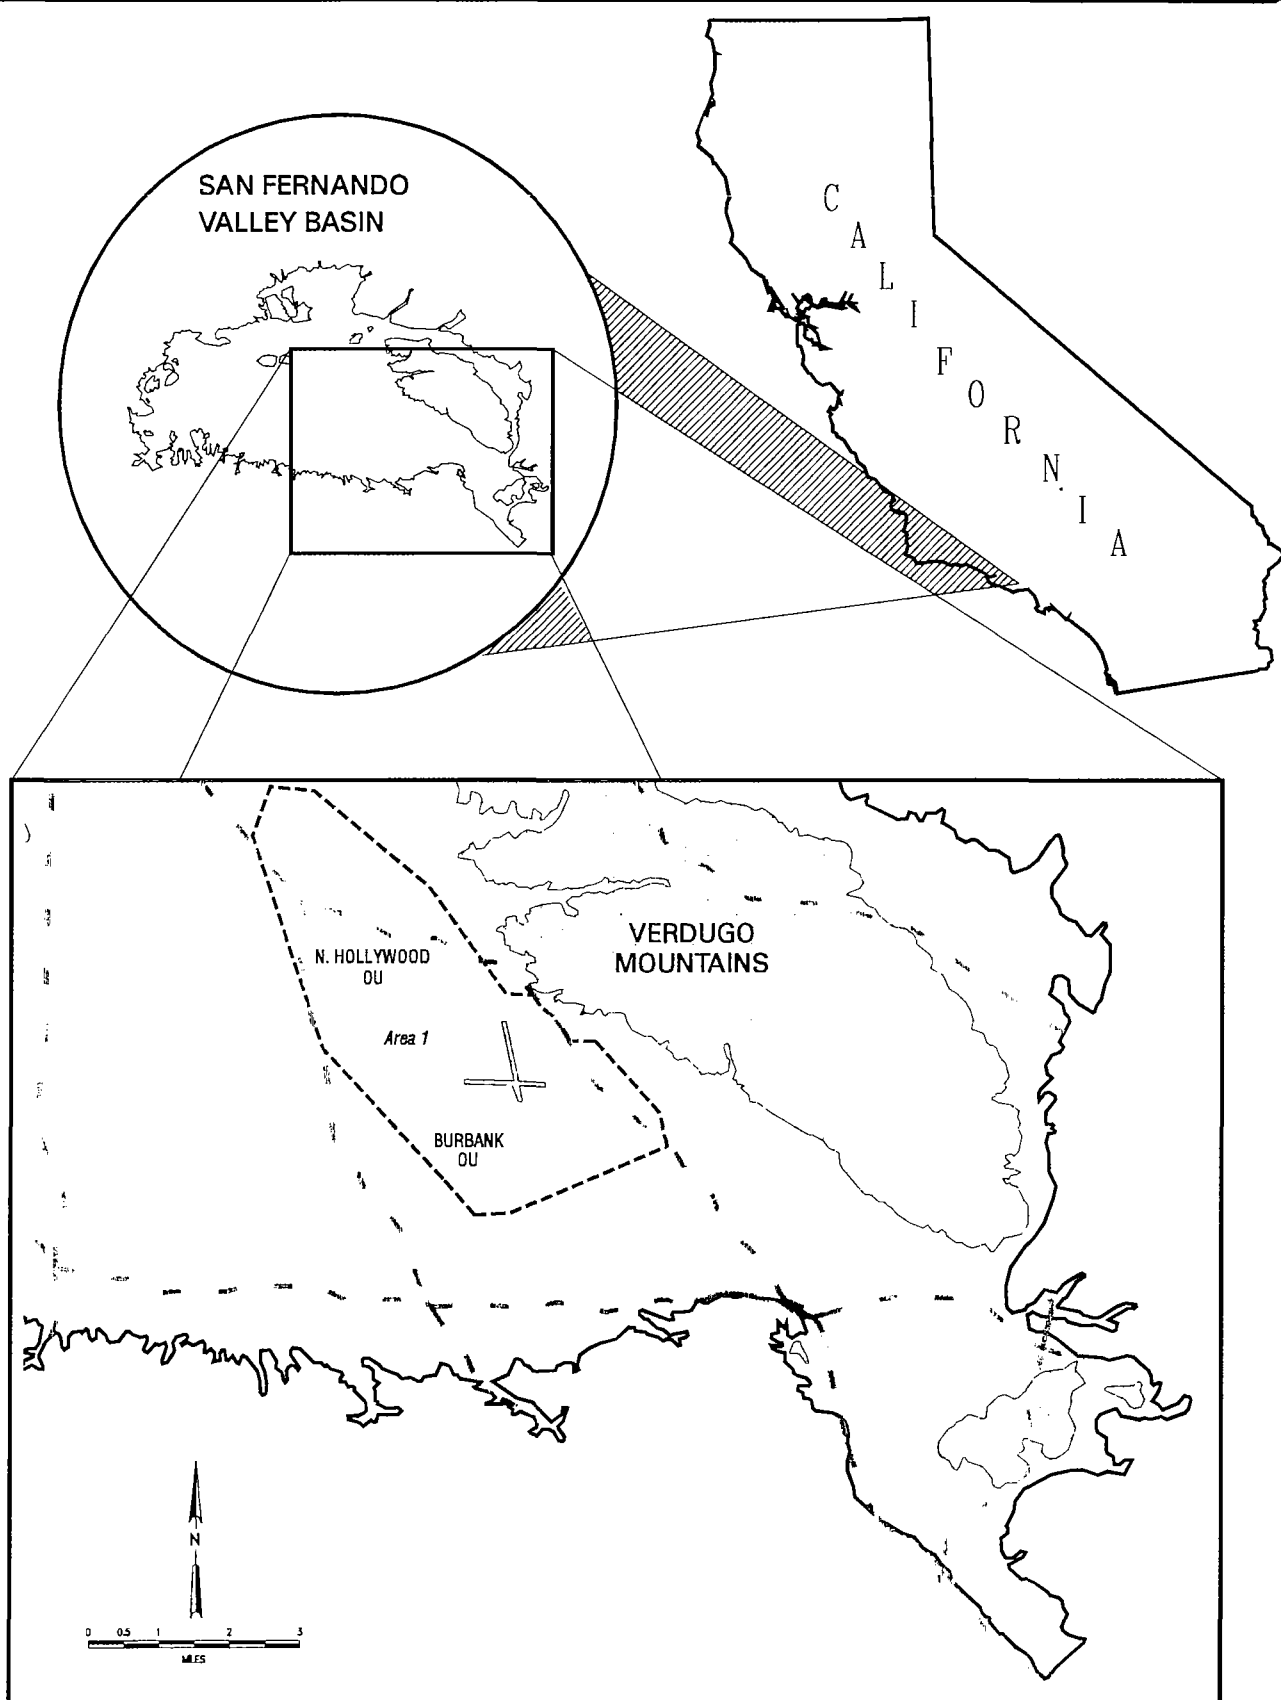 SAN FERNANDO
VALLEY BASIN
CALIFORNIA
VERDUGO
MOUNTAINS
N. HOLLYWOOD
OU
Area 1
BURBANK
OU
N
0 0.5 1 2 3
MILES